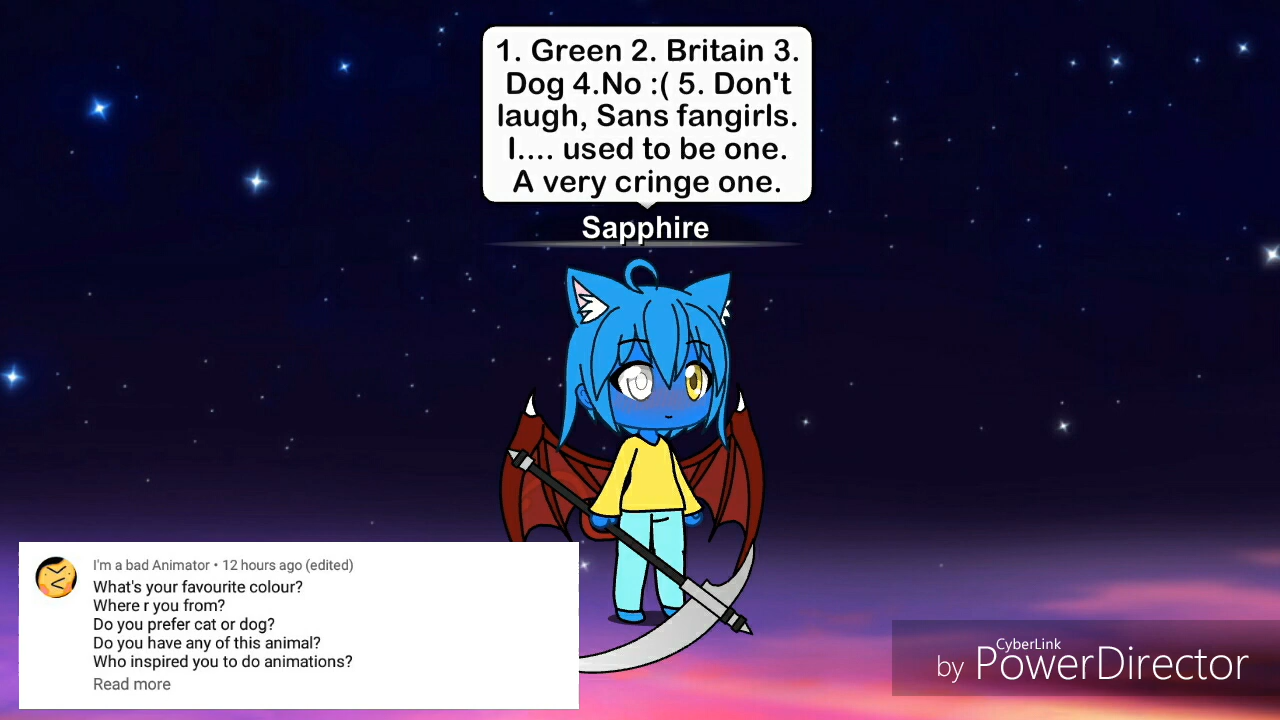 1. Green 2. Britain 3.
Dog 4.No :( 5. Don't
laugh, Sans fangirls.
I.... used to be one.
A very cringe one.
Sapphire
I'm a bad Animator • 12 hours ago (edited)
What's your favourite colour?
Where r you from?
Do you prefer cat or dog?
Do you have any of this animal?
Who inspired you to do animations?
Read more
CyberLink
by PowerDirector